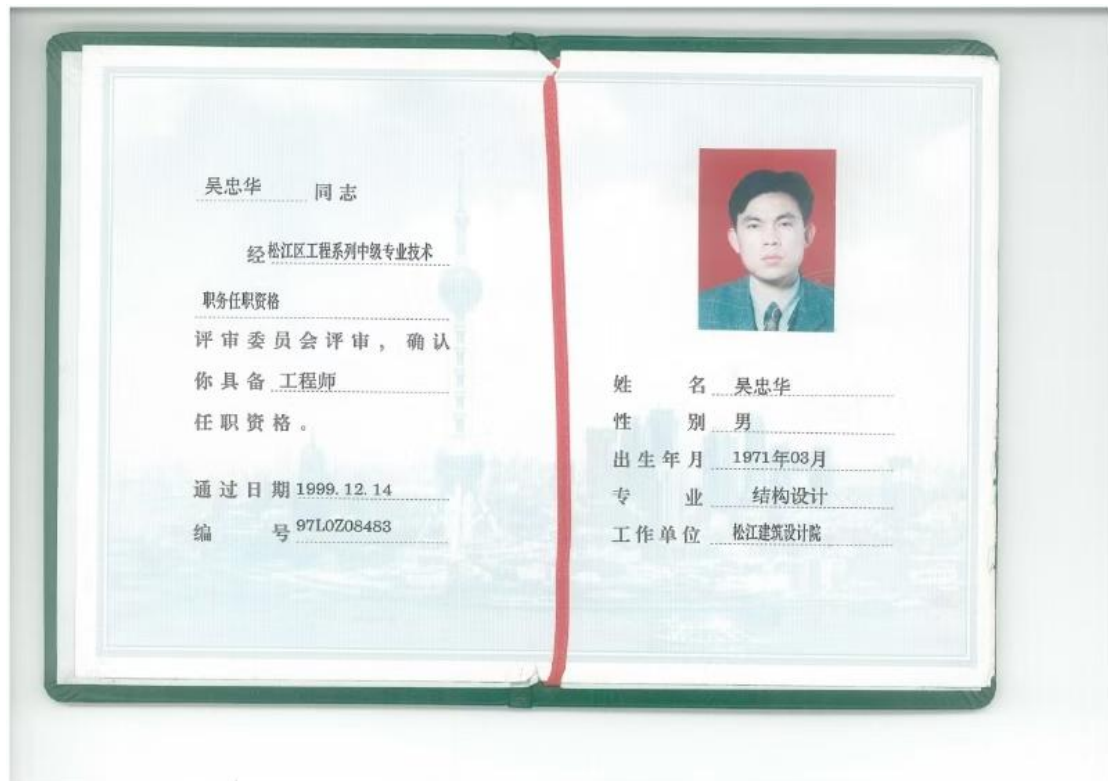 吴忠华 同志
经 松江区工程系列中级专业技术
职务任职资格
评审委员会评审，确认
你具备 工程师
任职资格。
通过日期 1999.12.14
编 号 97L0Z08483
姓 名 吴忠华
性 别 男
出生年月 1971年03月
专 业 结构设计
工作单位 松江建筑设计院